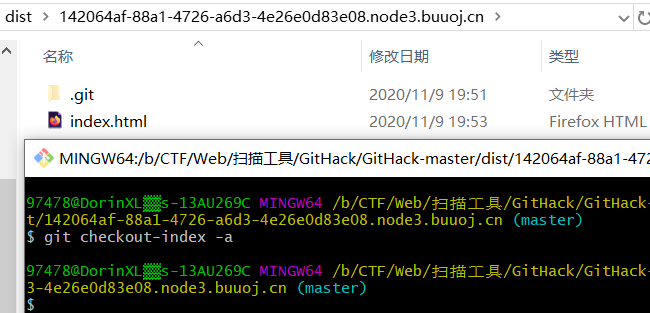 dist > 142064af-88a1-4726-a6d3-4e26e0d83e08.node3.buuoj.cn >
名称 修改日期 类型
.git 2020/11/9 19:51 文件夹
index.html 2020/11/9 19:53 Firefox HTML
MINGW64:/b/CTF/Web/扫描工具/GitHack/GitHack-master/dist/142064af-88a1-472
97478@DorinXL▒▒s-13AU269C MINGW64 /b/CTF/Web/扫描工具/GitHack/GitHack-
t/142064af-88a1-4726-a6d3-4e26e0d83e08.node3.buuoj.cn (master)
$ git checkout-index -a
97478@DorinXL▒▒s-13AU269C MINGW64 /b/CTF/Web/扫描工具/GitHack/GitHack-
3-4e26e0d83e08.node3.buuoj.cn (master)
$